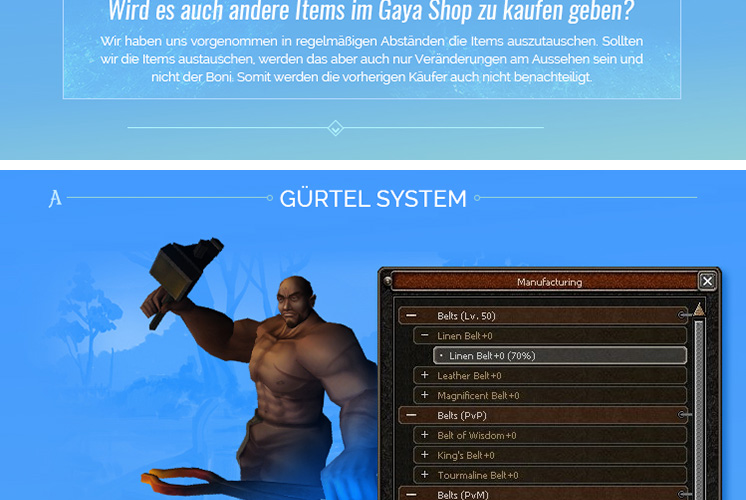 Wird es auch andere Items im Gaya Shop zu kaufen geben?
Wir haben uns vorgenommen in regelmäßigen Abständen die Items auszutauschen. Sollten
wir die Items austauschen, werden das aber auch nur Veränderungen am Aussehen sein und
nicht der Boni. Somit werden die vorherigen Käufer auch nicht benachteiligt.
GÜRTEL SYSTEM
Manufacturing
Belts (Lv. 50)
Linen Belt+0
Linen Belt+0 (70%)
Leather Belt+0
Magnificent Belt+0
Belts (PvP)
Belt of Wisdom+0
King's Belt+0
Tourmaline Belt+0
Belts (PvM)